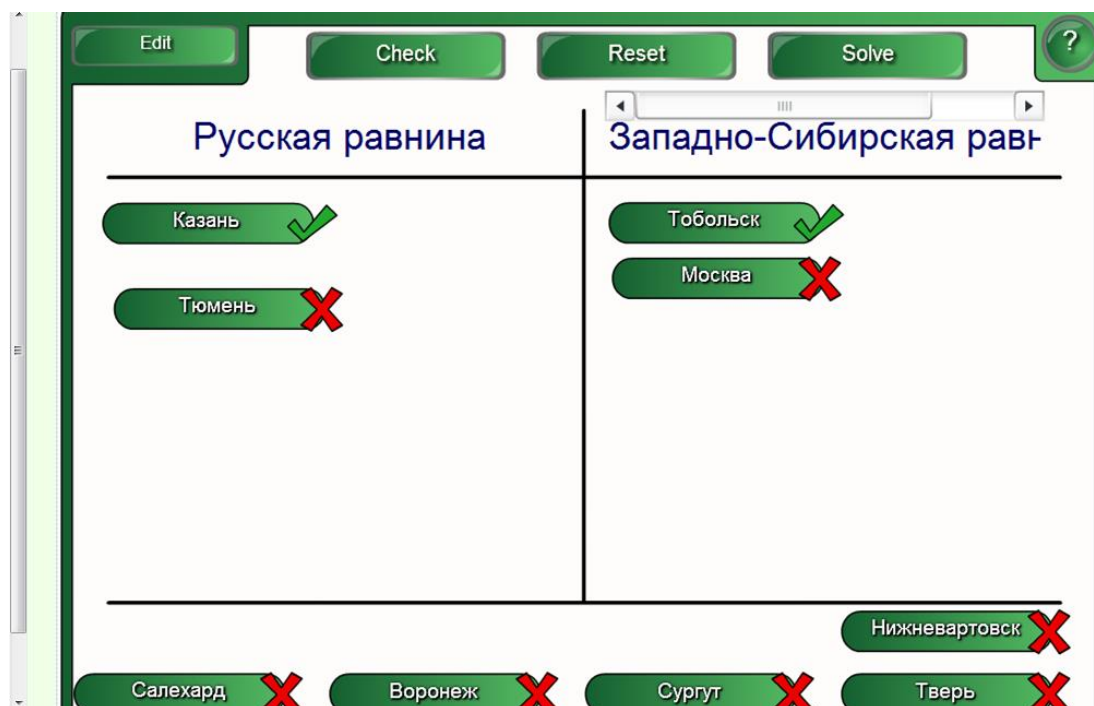 Edit
Check
Reset
Solve
?
Русская равнина
Западно-Сибирская равн
Казань
Тобольск
Москва
Тюмень
Нижневартовск
Салехард
Воронеж
Сургут
Тверь